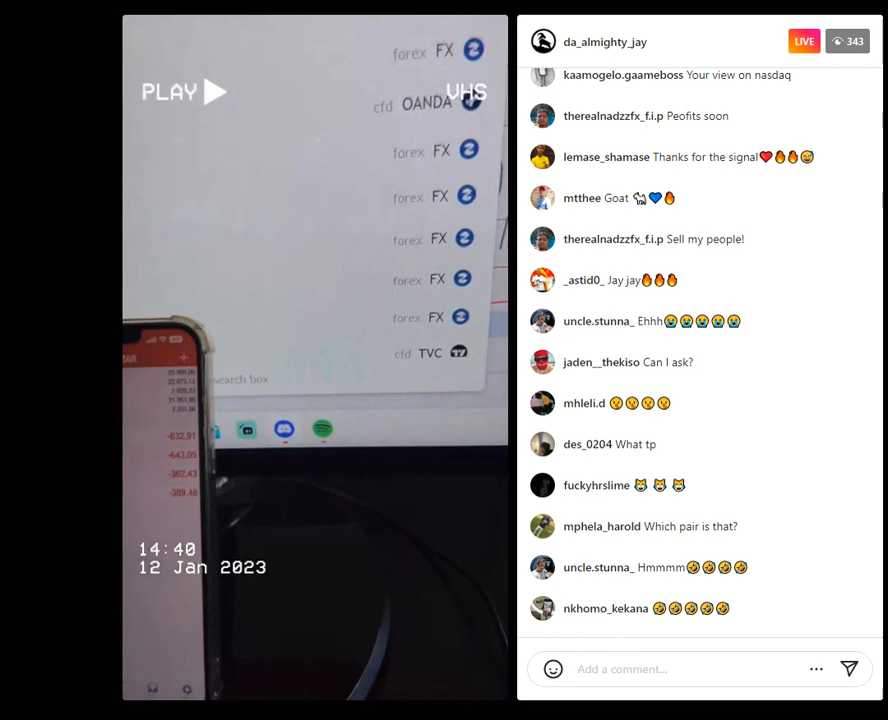 forex FX
PLAY
VHS
cfd OANDA
forex FX
forex FX
forex FX
forex FX
forex FX
cfd TVC
search box
-632.91
-643.05
-362.43
-389.40
14:40
12 Jan 2023
da_almighty_jay
LIVE
343
kaamogelo.gaameboss Your view on nasdaq
therealnadzzfx_f.i.p Peofits soon
lemase_shamase Thanks for the signal❤️🔥🔥😅
mtthee Goat 🐪💙🔥
therealnadzzfx_f.i.p Sell my people!
_astid0_ Jay jay🔥🔥🔥
uncle.stunna_ Ehhh😭😭😭😭😭
jaden__thekiso Can I ask?
mhleli.d 😯😯😯😯
des_0204 What tp
fuckyhrslime 😹 😹 😹
mphela_harold Which pair is that?
uncle.stunna_ Hmmmm🤣🤣🤣🤣
nkhomo_kekana 🤣🤣🤣🤣🤣
Add a comment...